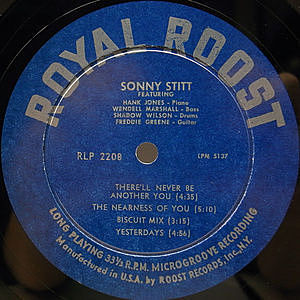 ROYAL ROOST
SONNY STITT
FEATURING
HANK JONES - Piano
WENDELL MARSHALL - Bass
SHADOW WILSON - Drums
FREDDIE GREENE - Guitar
RLP 2208
LPM 5137
THERE'LL NEVER BE
ANOTHER YOU (4:35)
THE NEARNESS OF YOU (5:10)
BISCUIT MIX (3:15)
YESTERDAYS (4:56)
LONG PLAYING 33⅓ R.P.M. MICROGROOVE RECORDING
Manufactured in U.S.A. by ROOST RECORDS, Inc., N.Y.